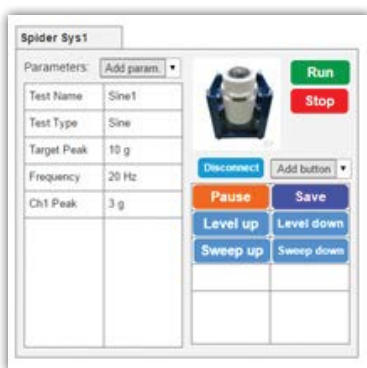 Spider Sys1
Parameters: Add param.
Test Name Sine1
Test Type Sine
Target Peak 10 g
Frequency 20 Hz
Ch1 Peak 3 g
Run
Stop
Disconnect Add button
Pause Save
Level up Level down
Sweep up Sweep down